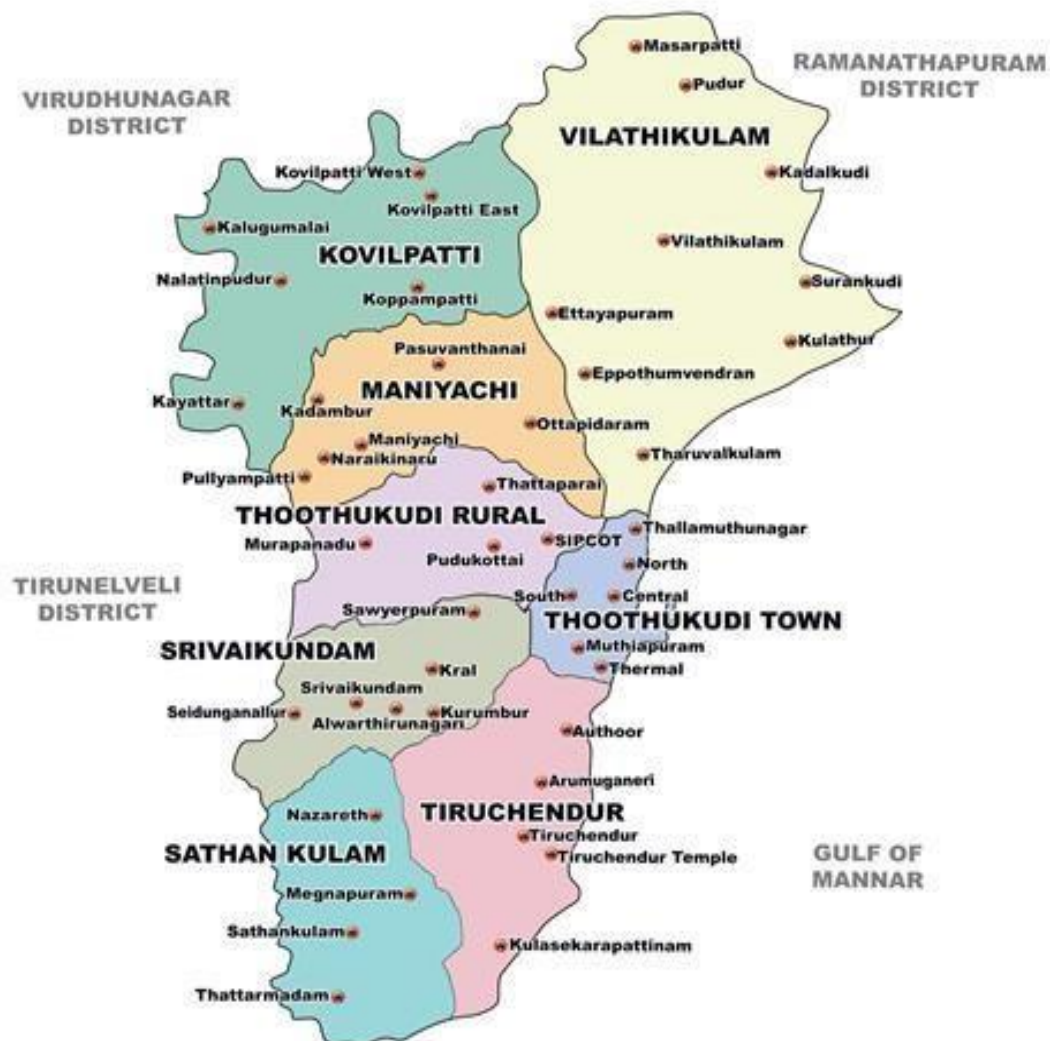 Masarpatti
RAMANATHAPURAM
DISTRICT
Pudur
VIRUDHUNAGAR
DISTRICT
VILATHIKULAM
Kovilpatti West
Kadalkudi
Kovilpatti East
Kalugumalai
Vilathikulam
KOVILPATTI
Nalatinpudur
Surankudi
Koppampatti
Ettayapuram
Kulathur
Pasuvanthanai
Eppothumvendran
MANIYACHI
Kayattar
Kadambur
Ottapidaram
Maniyachi
Naraikinaru
Tharuvalkulam
Pullyampatti
Thattaparai
THOOTHUKUDI RURAL
Thallamuthunagar
Murapanadu
Pudukottai
SIPCOT
North
TIRUNELVELI
DISTRICT
South
Central
Sawyerpuram
THOOTHUKUDI TOWN
SRIVAIKUNDAM
Muthiapuram
Kral
Thermal
Srivaikundam
Seidunganallur
Alwarthirunagari
Kurumbur
Authoor
Arumuganeri
Nazareth
TIRUCHENDUR
Tiruchendur
SATHAN KULAM
Tiruchendur Temple
GULF OF
MANNAR
Megnapuram
Sathankulam
Kulasekarapattinam
Thattarmadam